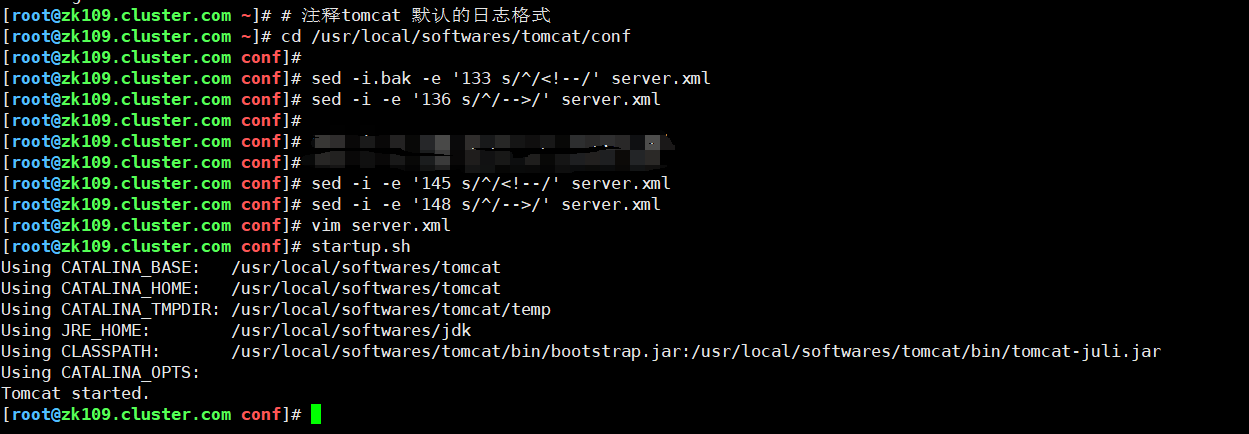 [root@zk109.cluster.com ~]# # 注释tomcat 默认的日志格式
[root@zk109.cluster.com ~]# cd /usr/local/softwares/tomcat/conf
[root@zk109.cluster.com conf]#
[root@zk109.cluster.com conf]# sed -i.bak -e '133 s/^/<!--/' server.xml
[root@zk109.cluster.com conf]# sed -i -e '136 s/^/-->/' server.xml
[root@zk109.cluster.com conf]#
[root@zk109.cluster.com conf]#
[root@zk109.cluster.com conf]#
[root@zk109.cluster.com conf]# sed -i -e '145 s/^/<!--/' server.xml
[root@zk109.cluster.com conf]# sed -i -e '148 s/^/-->/' server.xml
[root@zk109.cluster.com conf]# vim server.xml
[root@zk109.cluster.com conf]# startup.sh
Using CATALINA_BASE:   /usr/local/softwares/tomcat
Using CATALINA_HOME:   /usr/local/softwares/tomcat
Using CATALINA_TMPDIR: /usr/local/softwares/tomcat/temp
Using JRE_HOME:        /usr/local/softwares/jdk
Using CLASSPATH:       /usr/local/softwares/tomcat/bin/bootstrap.jar:/usr/local/softwares/tomcat/bin/tomcat-juli.jar
Using CATALINA_OPTS:
Tomcat started.
[root@zk109.cluster.com conf]#